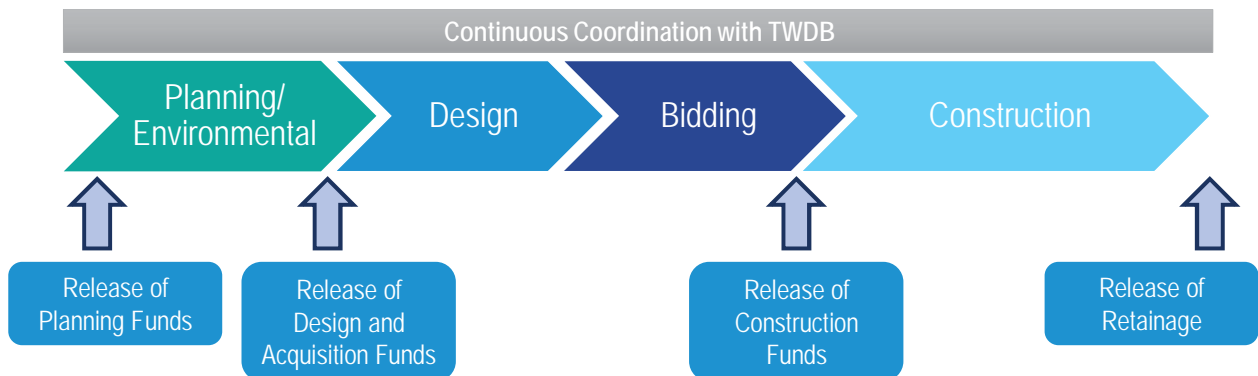 Continuous Coordination with TWDB
Planning/
Environmental
Design
Bidding
Construction
Release of
Planning Funds
Release of
Design and
Acquisition Funds
Release of
Construction
Funds
Release of
Retainage